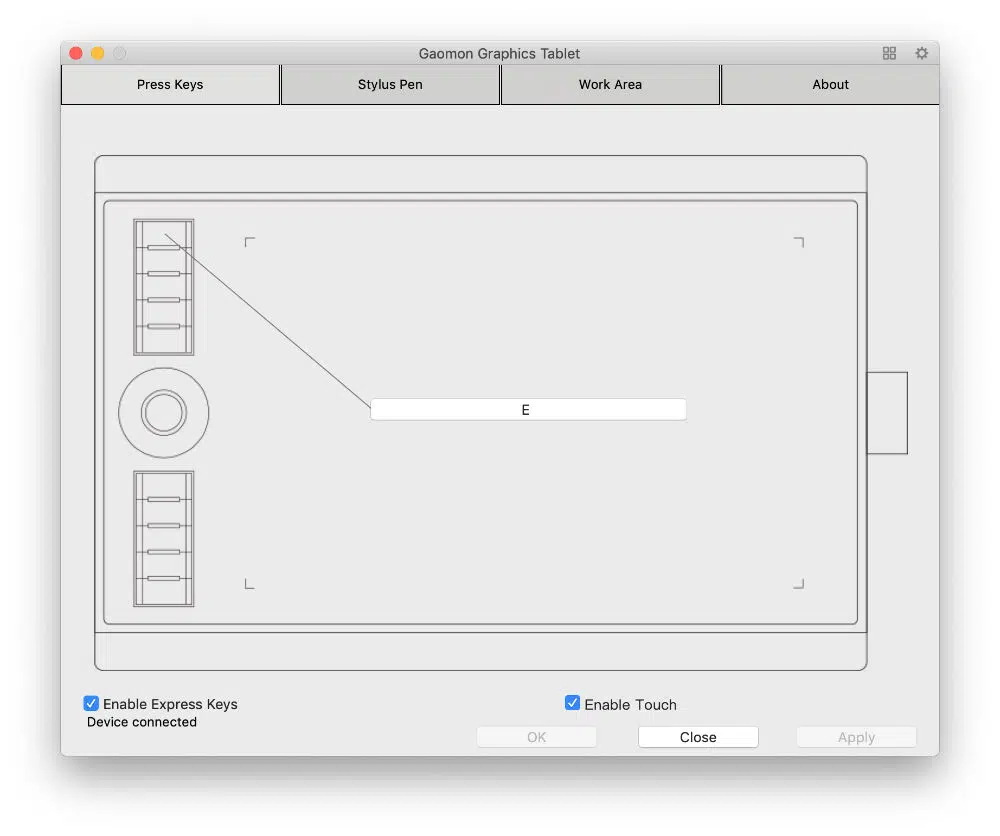 Gaomon Graphics Tablet
Press Keys Stylus Pen Work Area About
E
Enable Express Keys Enable Touch
Device connected
OK Close Apply